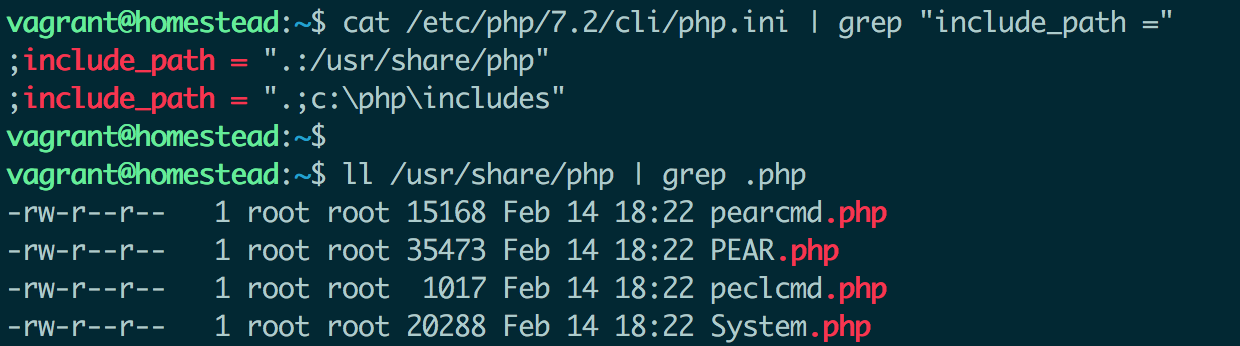 vagrant@homestead:~$ cat /etc/php/7.2/cli/php.ini | grep "include_path ="
;include_path = ".:/usr/share/php"
;include_path = ".;c:\php\includes"
vagrant@homestead:~$
vagrant@homestead:~$ ll /usr/share/php | grep .php
-rw-r--r--   1 root root 15168 Feb 14 18:22 pearcmd.php
-rw-r--r--   1 root root 35473 Feb 14 18:22 PEAR.php
-rw-r--r--   1 root root  1017 Feb 14 18:22 peclcmd.php
-rw-r--r--   1 root root 20288 Feb 14 18:22 System.php